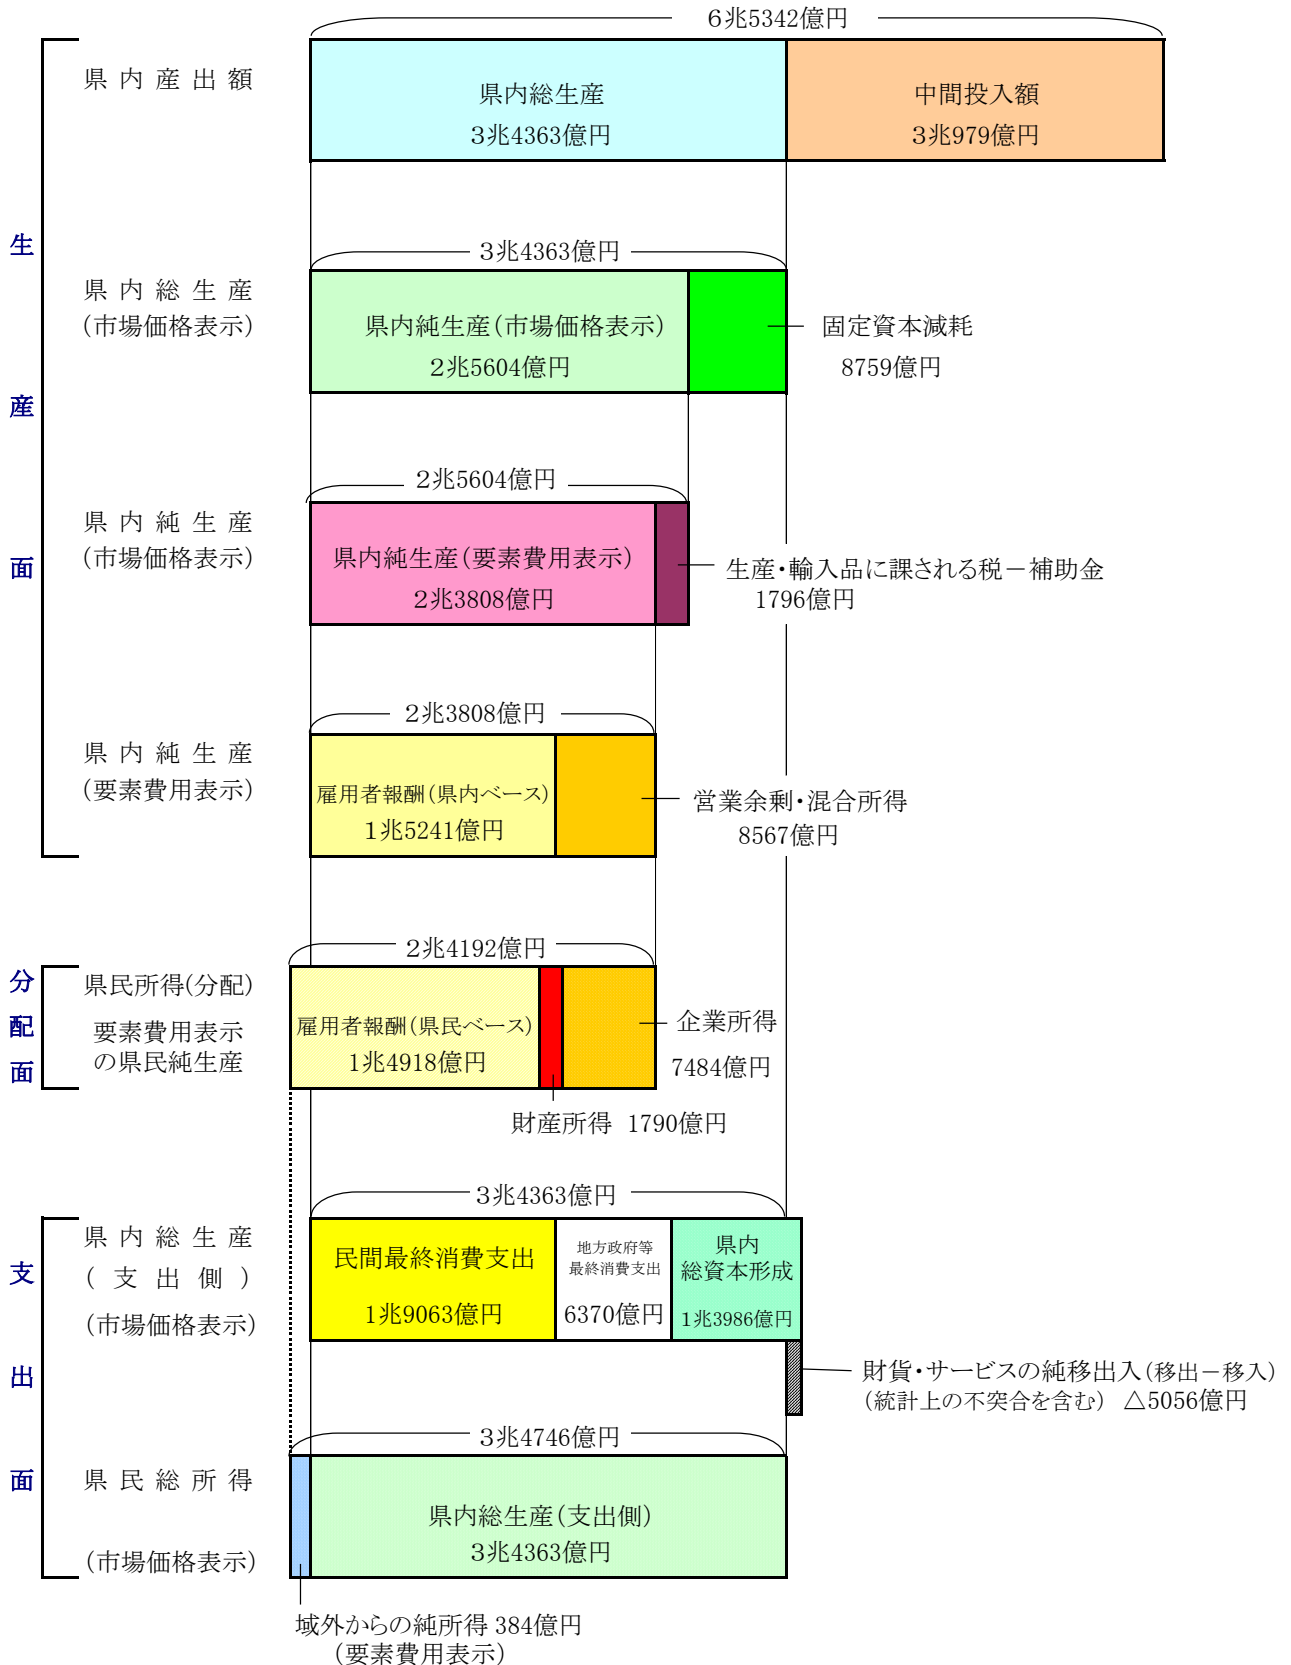 6兆5342億円
県内産出額
県内総生産
3兆4363億円
中間投入額
3兆979億円
生産面
3兆4363億円
県内総生産
(市場価格表示)
県内純生産(市場価格表示)
2兆5604億円
固定資本減耗
8759億円
2兆5604億円
県内純生産
(市場価格表示)
県内純生産(要素費用表示)
2兆3808億円
生産・輸入品に課される税－補助金
1796億円
2兆3808億円
県内純生産
(要素費用表示)
雇用者報酬(県内ベース)
1兆5241億円
営業余剰・混合所得
8567億円
分配面
2兆4192億円
県民所得(分配)
要素費用表示
の県民純生産
雇用者報酬(県民ベース)
1兆4918億円
企業所得
7484億円
財産所得 1790億円
支出面
3兆4363億円
県内総生産
(支出側)
(市場価格表示)
民間最終消費支出
1兆9063億円
地方政府等
最終消費支出
6370億円
県内
総資本形成
1兆3986億円
財貨・サービスの純移出入(移出－移入)
(統計上の不突合を含む) △5056億円
3兆4746億円
県民総所得
(市場価格表示)
県内総生産(支出側)
3兆4363億円
域外からの純所得 384億円
(要素費用表示)